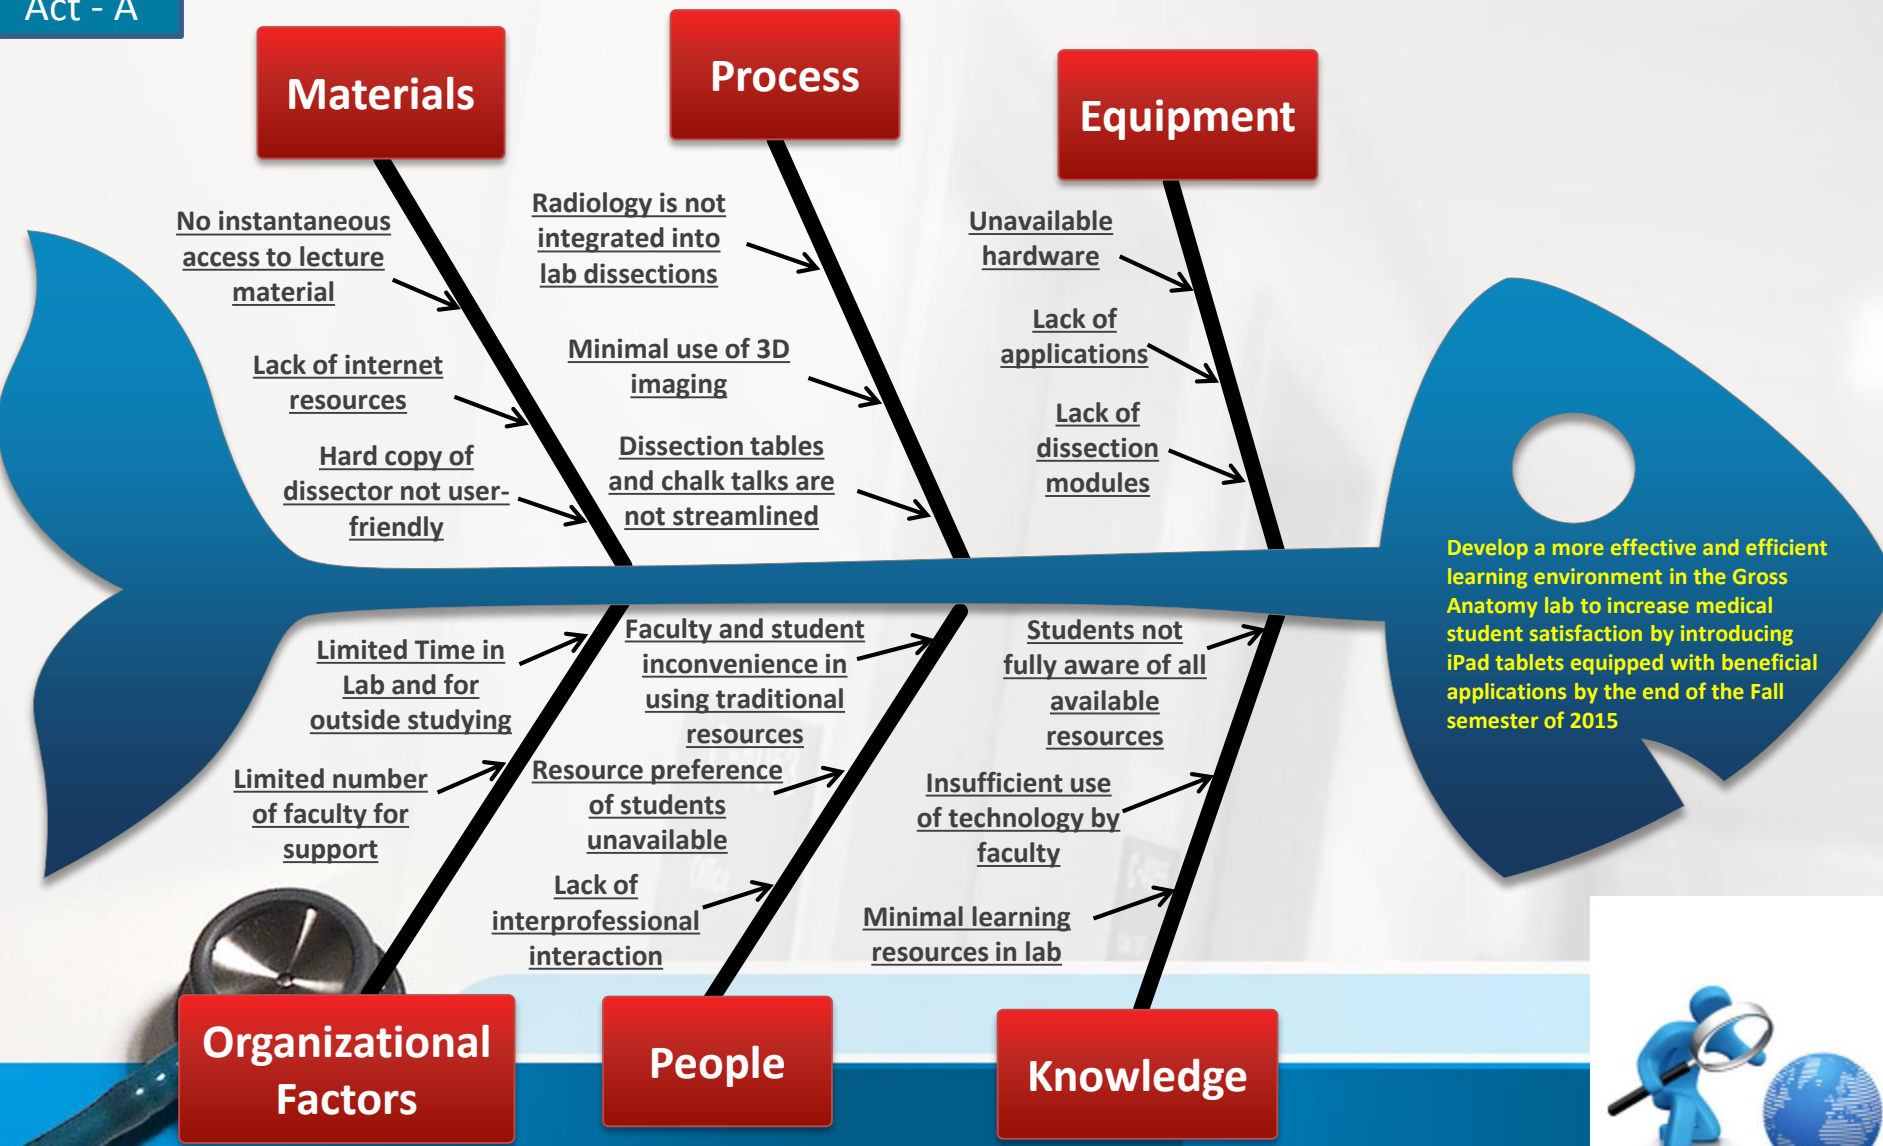 Act - A
Materials
Process
Equipment
No instantaneous
access to lecture
material
Lack of internet
resources
Hard copy of
dissector not user-
friendly
Radiology is not
integrated into
lab dissections
Minimal use of 3D
imaging
Dissection tables
and chalk talks are
not streamlined
Unavailable
hardware
Lack of
applications
Lack of
dissection
modules
Develop a more effective and efficient
learning environment in the Gross
Anatomy lab to increase medical
student satisfaction by introducing
iPad tablets equipped with beneficial
applications by the end of the Fall
semester of 2015
Limited Time in
Lab and for
outside studying
Limited number
of faculty for
support
Faculty and student
inconvenience in
using traditional
resources
Resource preference
of students
unavailable
Lack of
interprofessional
interaction
Students not
fully aware of all
available
resources
Insufficient use
of technology by
faculty
Minimal learning
resources in lab
Organizational
Factors
People
Knowledge